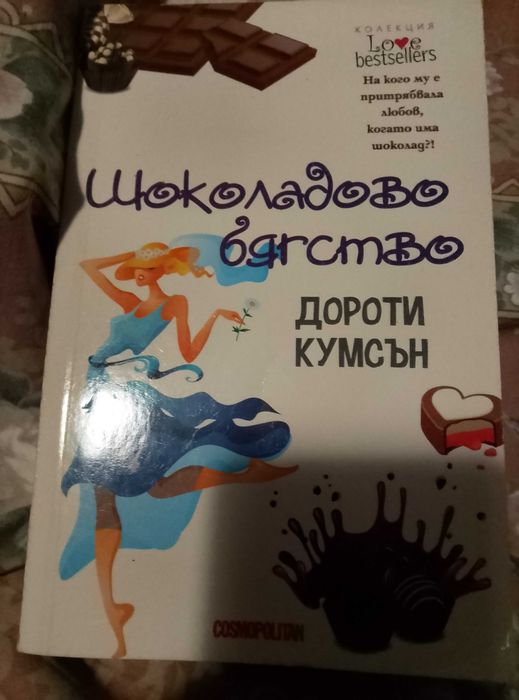 КОЛЕКЦИЯ
Love
bestsellers
На кого му е
притрябвала
любов,
когато има
шоколад?!
Шоколадово
бягство
ДОРОТИ
КУМСЪН
COSMOPOLITAN